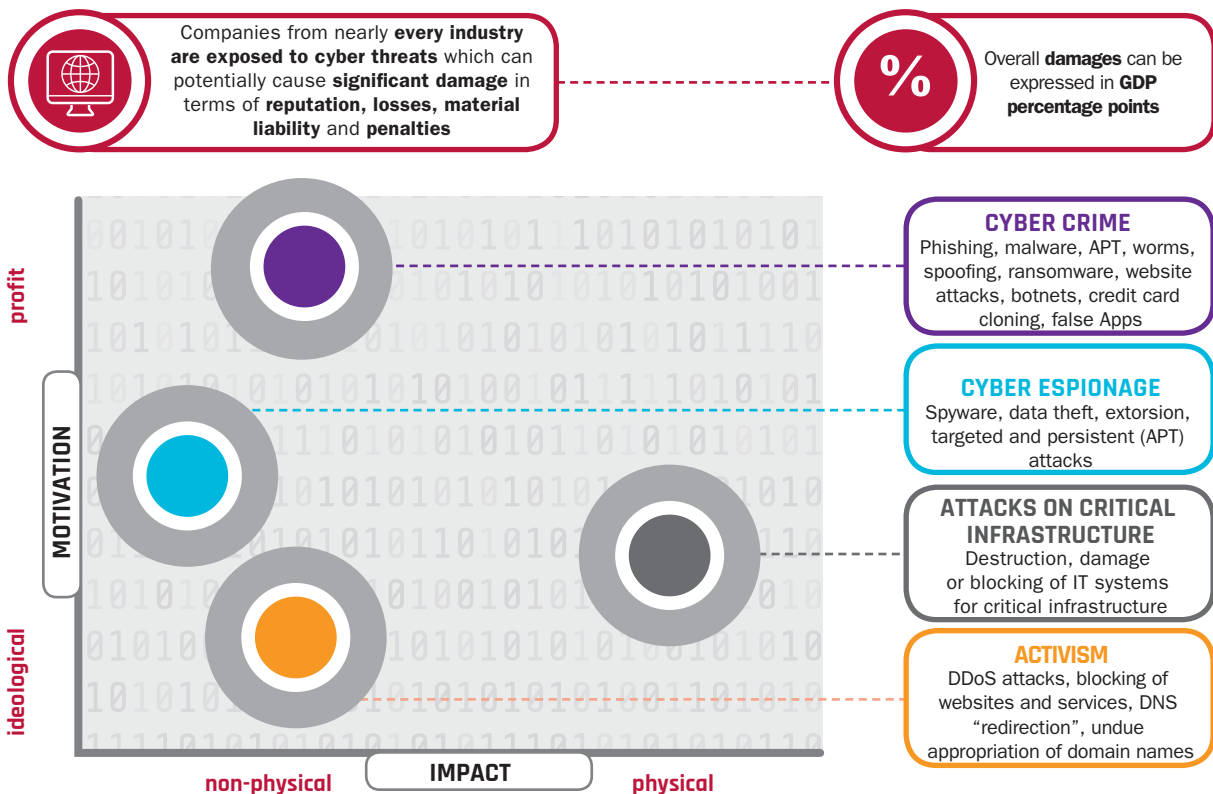 Companies from nearly every industry
are exposed to cyber threats which can
potentially cause significant damage in
terms of reputation, losses, material
liability and penalties
%
Overall damages can be
expressed in GDP
percentage points
profit
MOTIVATION
ideological
CYBER CRIME
Phishing, malware, APT, worms,
spoofing, ransomware, website
attacks, botnets, credit card
cloning, false Apps
CYBER ESPIONAGE
Spyware, data theft, extorsion,
targeted and persistent (APT)
attacks
ATTACKS ON CRITICAL
INFRASTRUCTURE
Destruction, damage
or blocking of IT systems
for critical infrastructure
ACTIVISM
DDoS attacks, blocking of
websites and services, DNS
“redirection”, undue
appropriation of domain names
non-physical
IMPACT
physical